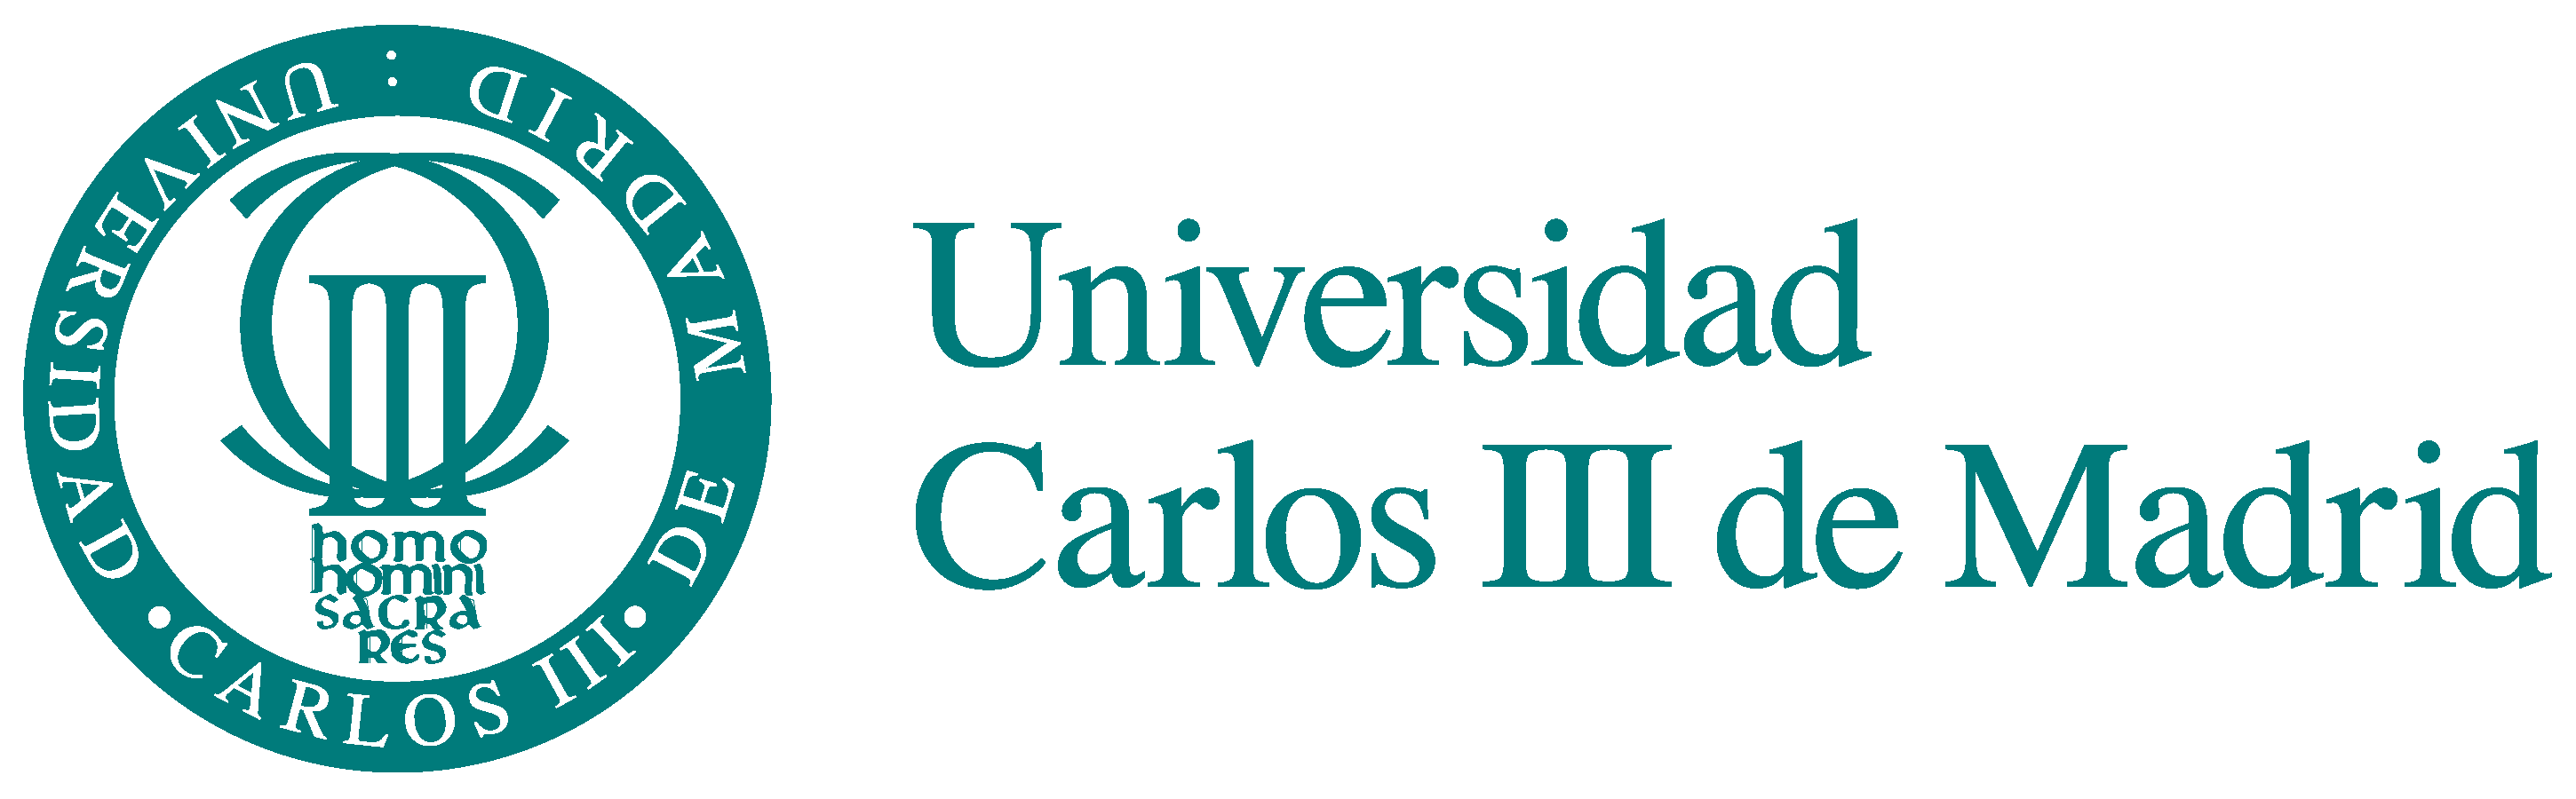 UNIVERSIDAD • CARLOS III • DE MADRID :
homo
homini
SACRA
RES
Universidad
Carlos III de Madrid